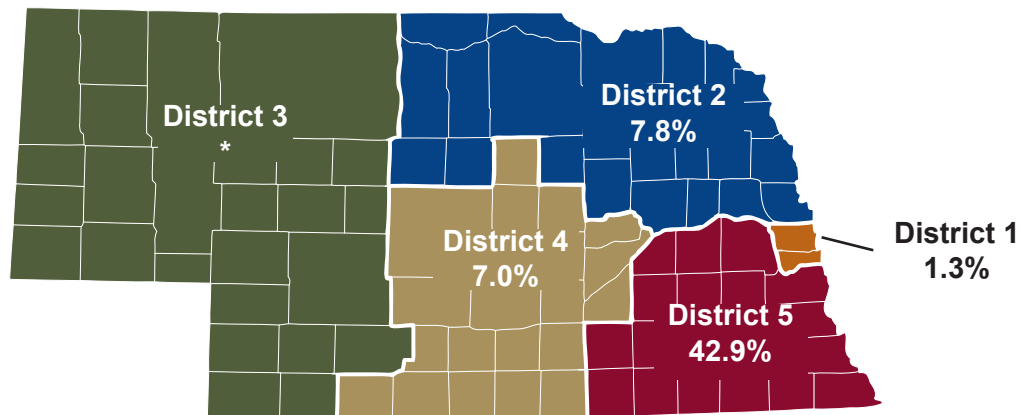 District 2
7.8%
District 3
*
District 4
7.0%
District 1
1.3%
District 5
42.9%